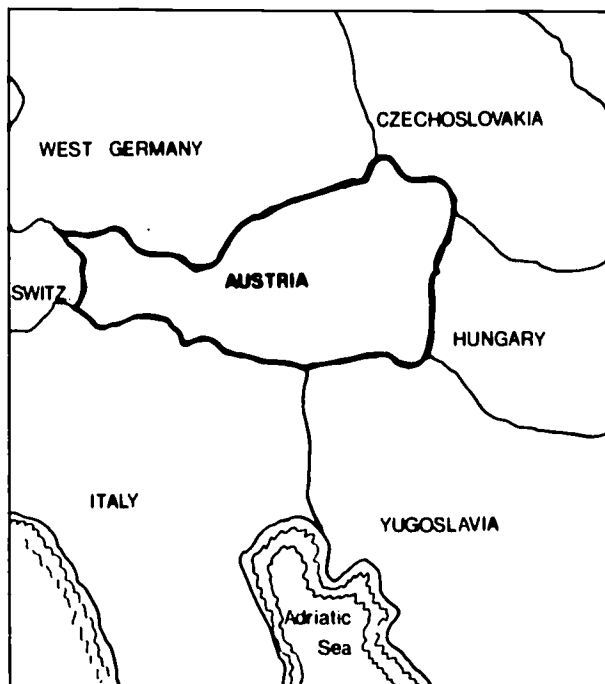 CZECHOSLOVAKIA
WEST GERMANY
AUSTRIA
SWITZ.
HUNGARY
ITALY
YUGOSLAVIA
Adriatic
Sea